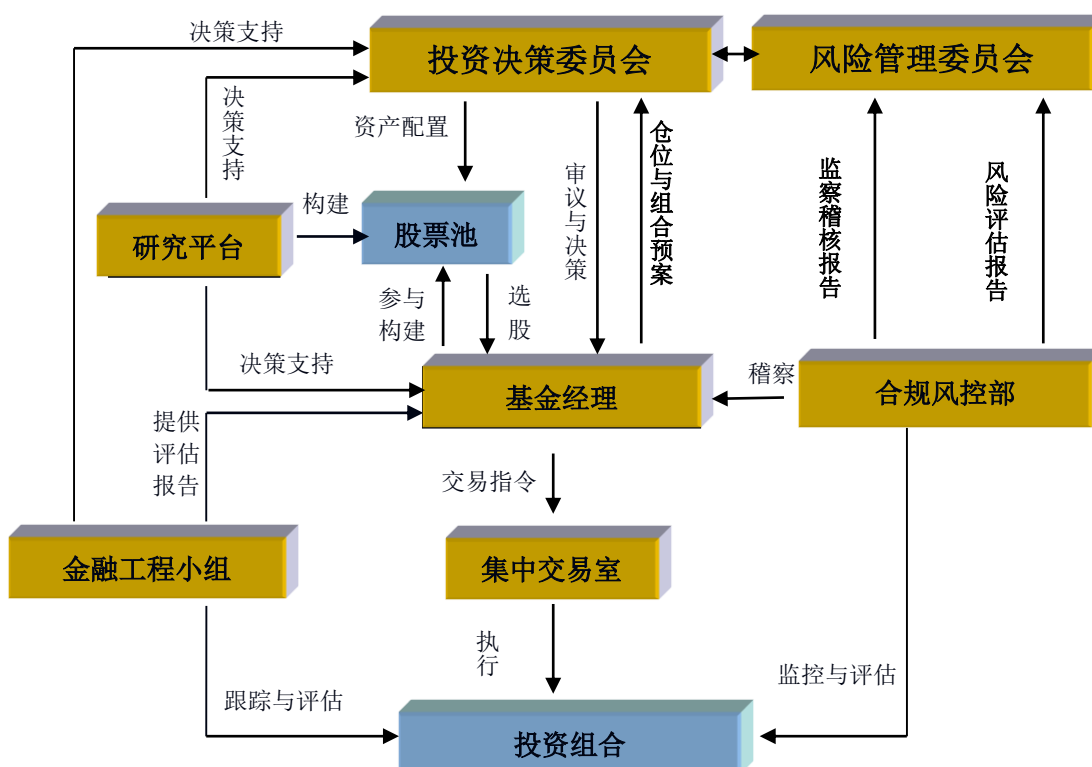 决策支持
投资决策委员会
风险管理委员会
决策支持
资产配置
审议与决策
仓位与组合预案
监察稽核报告
风险评估报告
研究平台
构建
股票池
参与
构建
选股
决策支持
基金经理
稽察
合规风控部
提供
评估
报告
交易指令
金融工程小组
集中交易室
执行
跟踪与评估
监控与评估
投资组合